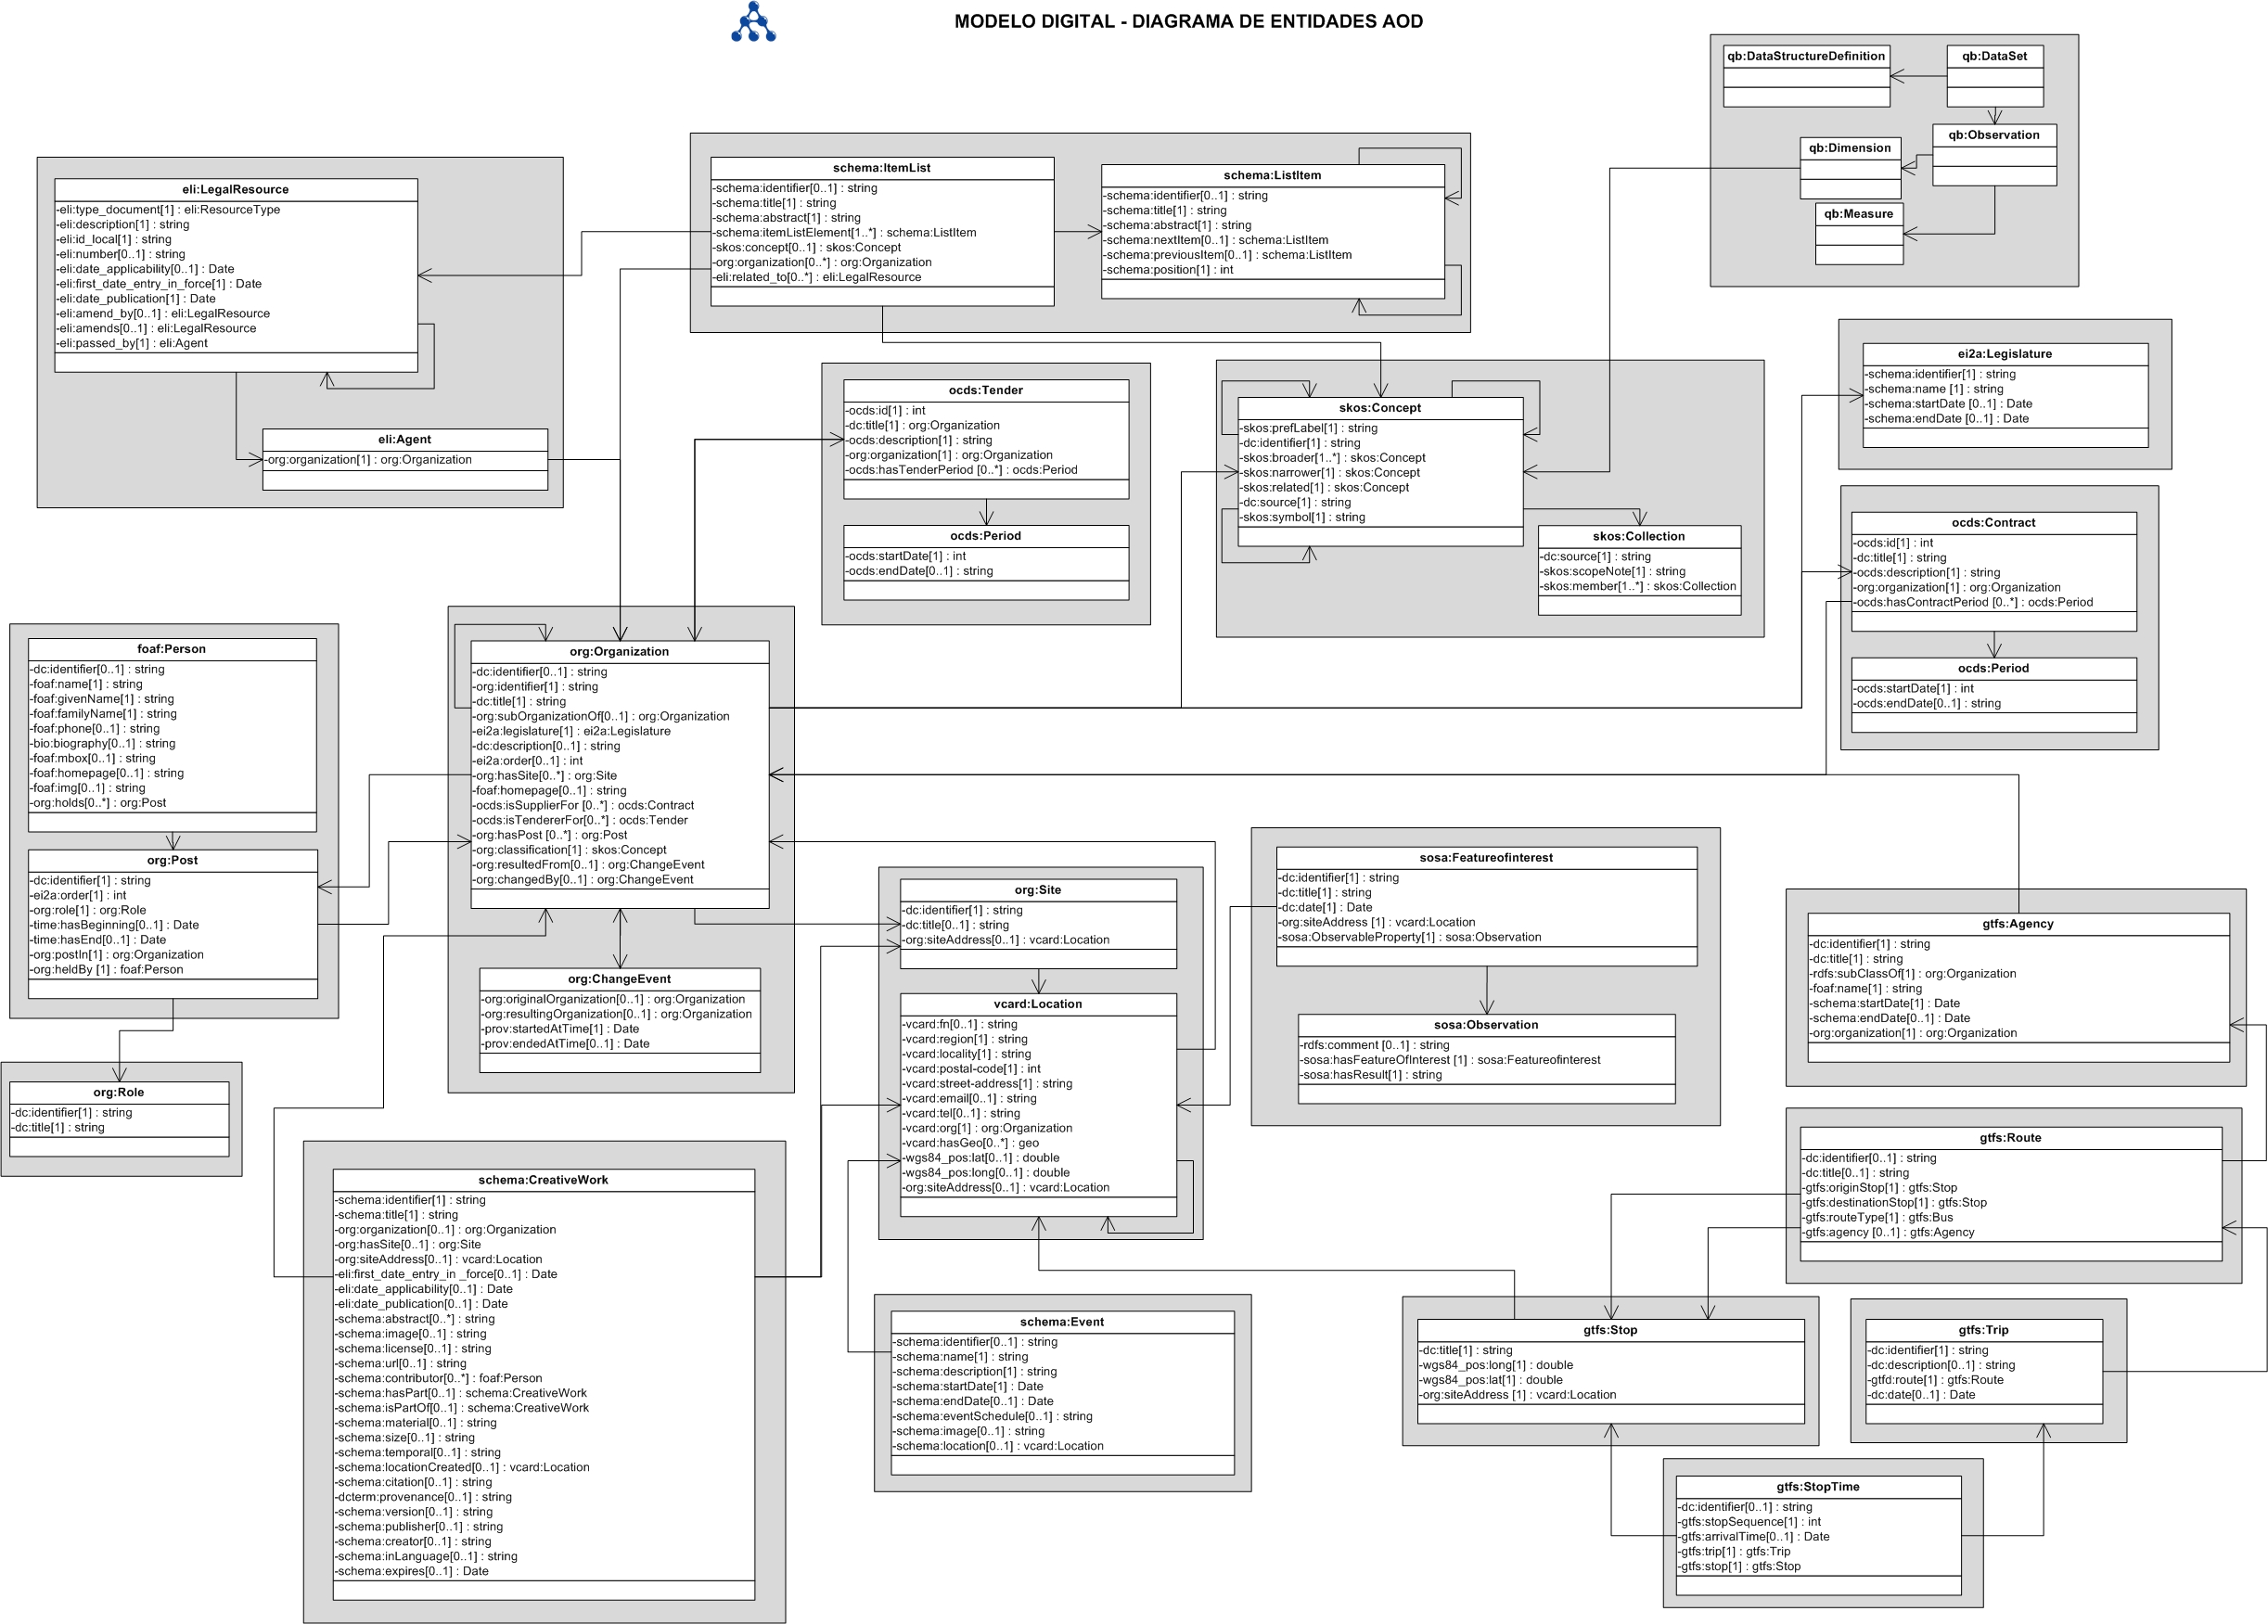 MODELO DIGITAL - DIAGRAMA DE ENTIDADES AOD
qb:DataStructureDefinition
qb:DataSet
qb:Observation
qb:Dimension
qb:Measure
schema:ItemList
-schema:identifier[0..1] : string
-schema:title[1] : string
-schema:abstract[1] : string
-schema:itemListElement[1..*] : schema:ListItem
-skos:concept[0..1] : skos:Concept
-org:organization[0..*] : org:Organization
-eli:related_to[0..*] : eli:LegalResource
schema:ListItem
-schema:identifier[0..1] : string
-schema:title[1] : string
-schema:abstract[1] : string
-schema:nextItem[0..1] : schema:ListItem
-schema:previousItem[0..1] : schema:ListItem
-schema:position[1] : int
eli:LegalResource
-eli:type_document[1] : eli:ResourceType
-eli:description[1] : string
-eli:id_local[1] : string
-eli:number[0..1] : string
-eli:date_applicability[0..1] : Date
-eli:first_date_entry_in_force[1] : Date
-eli:date_publication[1] : Date
-eli:amend_by[0..1] : eli:LegalResource
-eli:amends[0..1] : eli:LegalResource
-eli:passed_by[1] : eli:Agent
eli:Agent
-org:organization[1] : org:Organization
ocds:Tender
-ocds:id[1] : int
-dc:title[1] : org:Organization
-ocds:description[1] : string
-org:organization[1] : org:Organization
-ocds:hasTenderPeriod [0..*] : ocds:Period
ocds:Period
-ocds:startDate[1] : int
-ocds:endDate[0..1] : string
skos:Concept
-skos:prefLabel[1] : string
-dc:identifier[1] : string
-skos:broader[1..*] : skos:Concept
-skos:narrower[1] : skos:Concept
-skos:related[1] : skos:Concept
-dc:source[1] : string
-skos:symbol[1] : string
skos:Collection
-dc:source[1] : string
-skos:scopeNote[1] : string
-skos:member[1..*] : skos:Collection
ei2a:Legislature
-schema:identifier[1] : string
-schema:name [1] : string
-schema:startDate [0..1] : Date
-schema:endDate [0..1] : Date
ocds:Contract
-ocds:id[1] : int
-dc:title[1] : string
-ocds:description[1] : string
-org:organization[1] : org:Organization
-ocds:hasContractPeriod [0..*] : ocds:Period
ocds:Period
-ocds:startDate[1] : int
-ocds:endDate[0..1] : string
foaf:Person
-dc:identifier[0..1] : string
-foaf:name[1] : string
-foaf:givenName[1] : string
-foaf:familyName[1] : string
-foaf:phone[0..1] : string
-bio:biography[0..1] : string
-foaf:mbox[0..1] : string
-foaf:homepage[0..1] : string
-foaf:img[0..1] : string
-org:holds[0..*] : org:Post
org:Post
-dc:identifier[1] : string
-ei2a:order[1] : int
-org:role[1] : org:Role
-time:hasBeginning[0..1] : Date
-time:hasEnd[0..1] : Date
-org:postIn[1] : org:Organization
-org:heldBy [1] : foaf:Person
org:Role
-dc:identifier[1] : string
-dc:title[1] : string
org:Organization
-dc:identifier[0..1] : string
-org:identifier[1] : string
-dc:title[1] : string
-org:subOrganizationOf[0..1] : org:Organization
-ei2a:legislature[1] : ei2a:Legislature
-dc:description[0..1] : string
-ei2a:order[0..1] : int
-org:hasSite[0..*] : org:Site
-foaf:homepage[0..1] : string
-ocds:isSupplierFor [0..*] : ocds:Contract
-ocds:isTendererFor[0..*] : ocds:Tender
-org:hasPost [0..*] : org:Post
-org:classification[1] : skos:Concept
-org:resultedFrom[0..1] : org:ChangeEvent
-org:changedBy[0..1] : org:ChangeEvent
org:ChangeEvent
-org:originalOrganization[0..1] : org:Organization
-org:resultingOrganization[0..1] : org:Organization
-prov:startedAtTime[1] : Date
-prov:endedAtTime[0..1] : Date
org:Site
-dc:identifier[1] : string
-dc:title[0..1] : string
-org:siteAddress[0..1] : vcard:Location
vcard:Location
-vcard:fn[0..1] : string
-vcard:region[1] : string
-vcard:locality[1] : string
-vcard:postal-code[1] : int
-vcard:street-address[1] : string
-vcard:email[0..1] : string
-vcard:tel[0..1] : string
-vcard:org[1] : org:Organization
-vcard:hasGeo[0..*] : geo
-wgs84_pos:lat[0..1] : double
-wgs84_pos:long[0..1] : double
-org:siteAddress[0..1] : vcard:Location
sosa:Featureofinterest
-dc:identifier[1] : string
-dc:title[1] : string
-dc:date[1] : Date
-org:siteAddress [1] : vcard:Location
-sosa:ObservableProperty[1] : sosa:Observation
sosa:Observation
-rdfs:comment [0..1] : string
-sosa:hasFeatureOfInterest [1] : sosa:Featureofinterest
-sosa:hasResult[1] : string
gtfs:Agency
-dc:identifier[1] : string
-dc:title[1] : string
-rdfs:subClassOf[1] : org:Organization
-foaf:name[1] : string
-schema:startDate[1] : Date
-schema:endDate[0..1] : Date
-org:organization[1] : org:Organization
gtfs:Route
-dc:identifier[0..1] : string
-dc:title[0..1] : string
-gtfs:originStop[1] : gtfs:Stop
-gtfs:destinationStop[1] : gtfs:Stop
-gtfs:routeType[1] : gtfs:Bus
-gtfs:agency [0..1] : gtfs:Agency
schema:CreativeWork
-schema:identifier[1] : string
-schema:title[1] : string
-org:organization[0..1] : org:Organization
-org:hasSite[0..1] : org:Site
-org:siteAddress[0..1] : vcard:Location
-eli:first_date_entry_in _force[0..1] : Date
-eli:date_applicability[0..1] : Date
-eli:date_publication[0..1] : Date
-schema:abstract[0..*] : string
-schema:image[0..1] : string
-schema:license[0..1] : string
-schema:url[0..1] : string
-schema:contributor[0..*] : foaf:Person
-schema:hasPart[0..1] : schema:CreativeWork
-schema:isPartOf[0..1] : schema:CreativeWork
-schema:material[0..1] : string
-schema:size[0..1] : string
-schema:temporal[0..1] : string
-schema:locationCreated[0..1] : vcard:Location
-schema:citation[0..1] : string
-dcterm:provenance[0..1] : string
-schema:version[0..1] : string
-schema:publisher[0..1] : string
-schema:creator[0..1] : string
-schema:inLanguage[0..1] : string
-schema:expires[0..1] : Date
schema:Event
-schema:identifier[0..1] : string
-schema:name[1] : string
-schema:description[1] : string
-schema:startDate[1] : Date
-schema:endDate[0..1] : Date
-schema:eventSchedule[0..1] : string
-schema:image[0..1] : string
-schema:location[0..1] : vcard:Location
gtfs:Stop
-dc:title[1] : string
-wgs84_pos:long[1] : double
-wgs84_pos:lat[1] : double
-org:siteAddress [1] : vcard:Location
gtfs:Trip
-dc:identifier[1] : string
-dc:description[0..1] : string
-gtfd:route[1] : gtfs:Route
-dc:date[0..1] : Date
gtfs:StopTime
-dc:identifier[0..1] : string
-gtfs:stopSequence[1] : int
-gtfs:arrivalTime[0..1] : Date
-gtfs:trip[1] : gtfs:Trip
-gtfs:stop[1] : gtfs:Stop